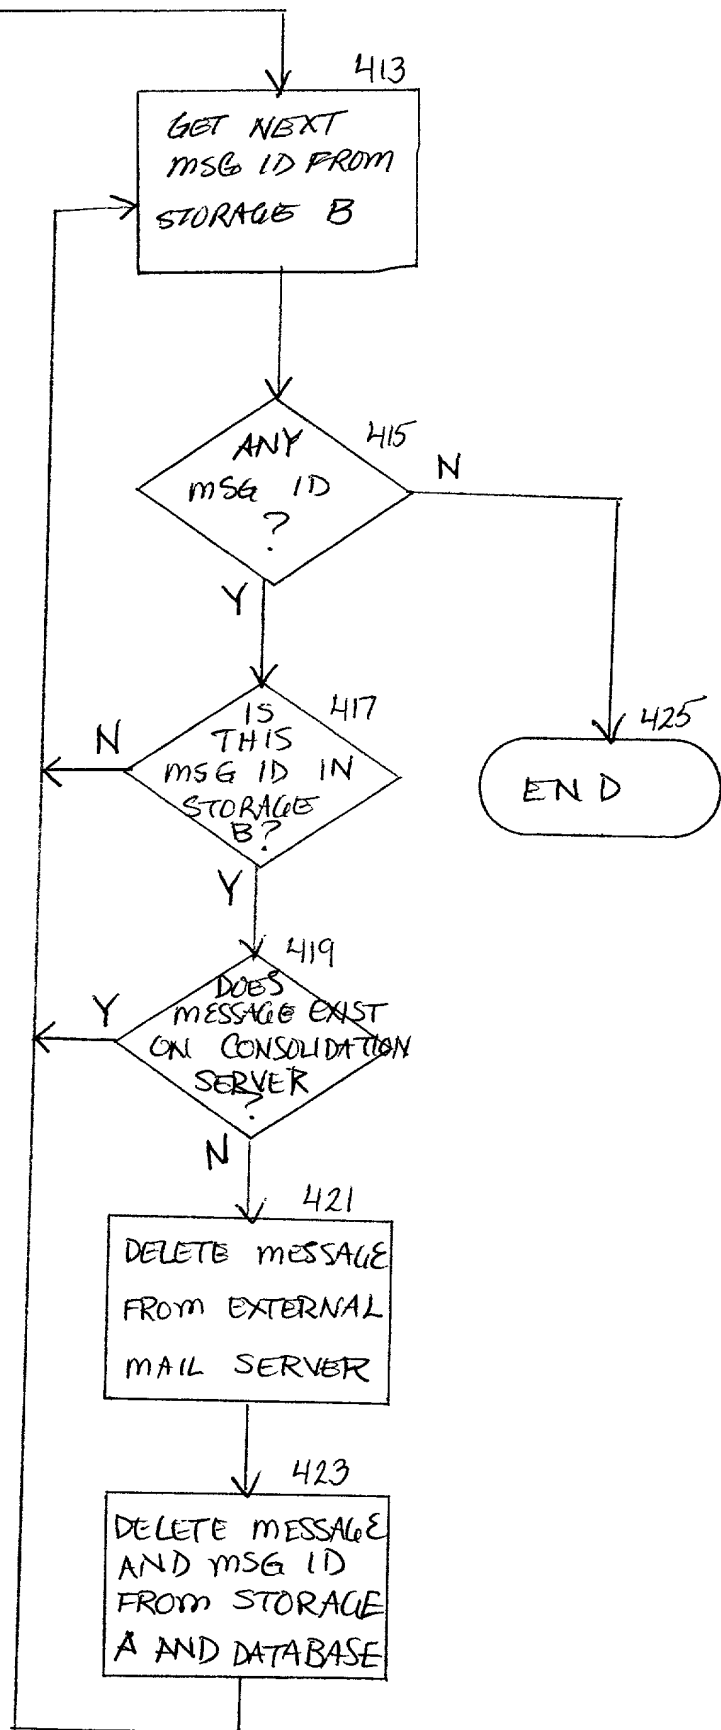 413
GET NEXT
MSG ID FROM
STORAGE B
415
ANY
MSG ID
?
N
Y
417
IS
THIS
MSG ID IN
STORAGE
B?
N
425
END
Y
419
DOES
MESSAGE EXIST
ON CONSOLIDATION
SERVER
?
Y
N
421
DELETE MESSAGE
FROM EXTERNAL
MAIL SERVER
423
DELETE MESSAGE
AND MSG ID
FROM STORAGE
A AND DATABASE